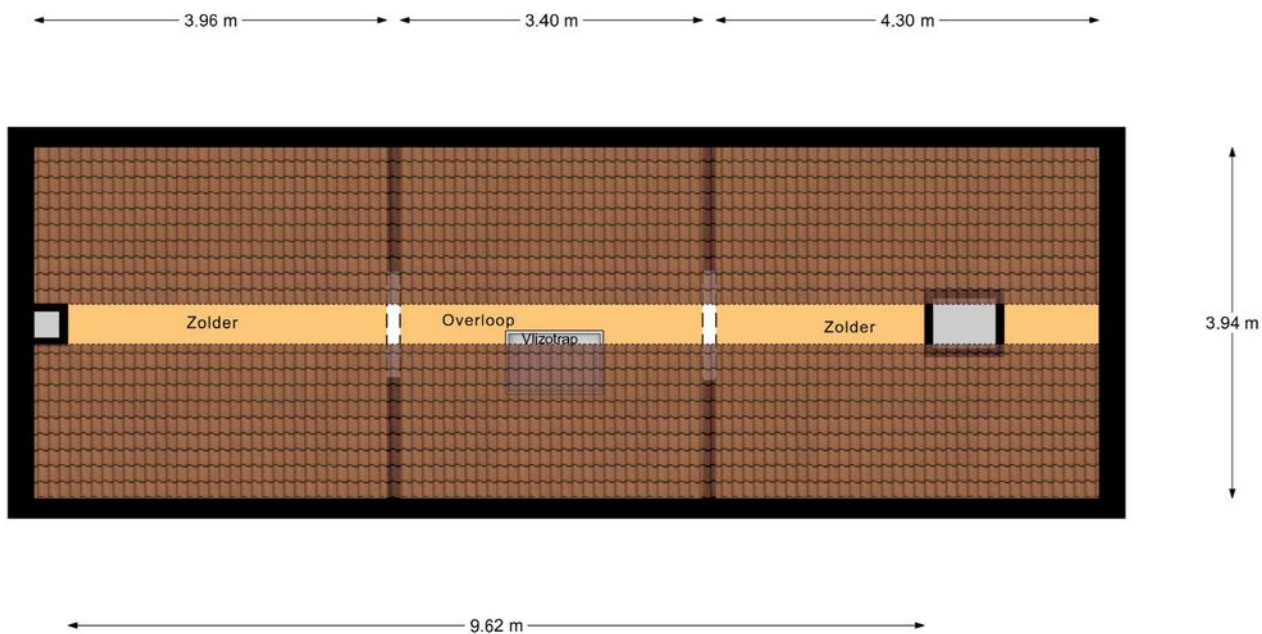 3.96 m
3.40 m
4.30 m
Zolder
Overloop
Vlizotrap
Zolder
3.94 m
9.62 m